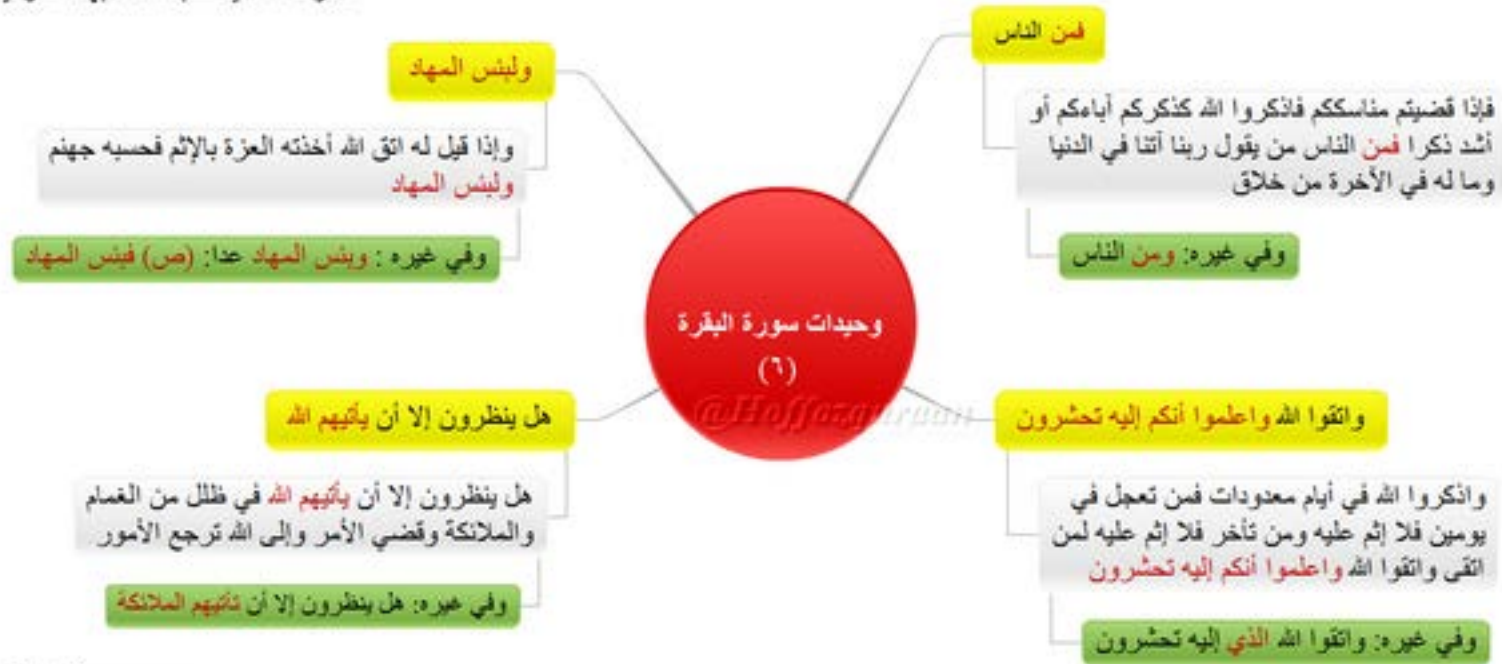 فمن الناس
فإذا قضيتم مناسككم فاذكروا الله كذكركم أباءكم أو
أشد ذكرا فمن الناس من يقول ربنا آتنا في الدنيا
وما له في الآخرة من خلاق
وفي غيره: ومن الناس
واتقوا الله واعلموا أنكم إليه تحشرون
واذكروا الله في أيام معدودات فمن تعجل في
يومين فلا إثم عليه ومن تأخر فلا إثم عليه لمن
اتقى واتقوا الله واعلموا أنكم إليه تحشرون
وفي غيره: واتقوا الله الذي إليه تحشرون
وحيدات سورة البقرة
(٦)
@Hoffozquraan
ولبئس المهاد
وإذا قيل له اتق الله أخذته العزة بالإثم فحسبه جهنم
ولبئس المهاد
وفي غيره : وبئس المهاد عدا: (ص) فبئس المهاد
هل ينظرون إلا أن يأتيهم الله
هل ينظرون إلا أن يأتيهم الله في ظلل من الغمام
والملائكة وقضي الأمر وإلى الله ترجع الأمور
وفي غيره: هل ينظرون إلا أن تأتيهم الملائكة